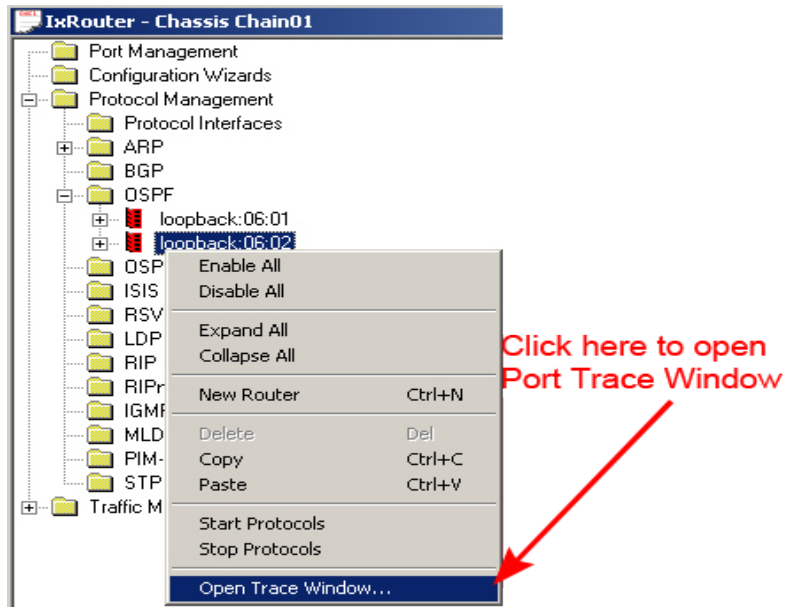 IxRouter - Chassis Chain01
Port Management
Configuration Wizards
Protocol Management
Protocol Interfaces
ARP
BGP
OSPF
loopback:06:01
loopback:06:02
OSP
ISIS
RSV
LDP
RIP
RIPr
IGMP
MLD
PIM-
STP
Traffic M
Enable All
Disable All
Expand All
Collapse All
New Router Ctrl+N
Delete Del
Copy Ctrl+C
Paste Ctrl+V
Start Protocols
Stop Protocols
Open Trace Window...
Click here to open
Port Trace Window